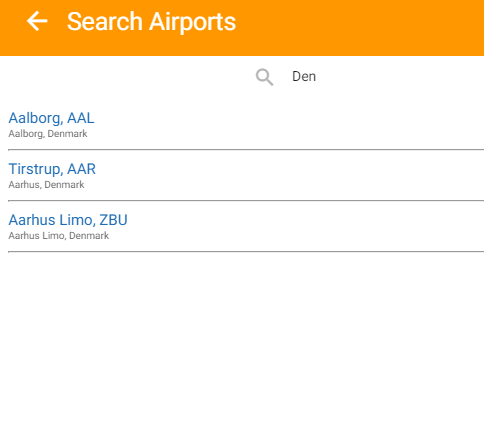 Search Airports
Den
Aalborg, AAL
Aalborg, Denmark
Tirstrup, AAR
Aarhus, Denmark
Aarhus Limo, ZBU
Aarhus Limo, Denmark